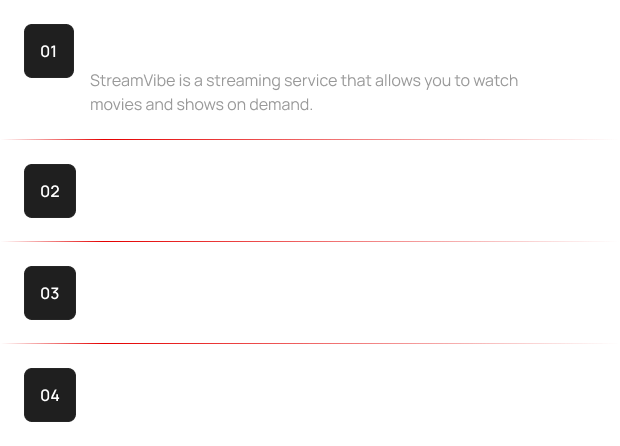 01
StreamVibe is a streaming service that allows you to watch
movies and shows on demand.
02
03
04